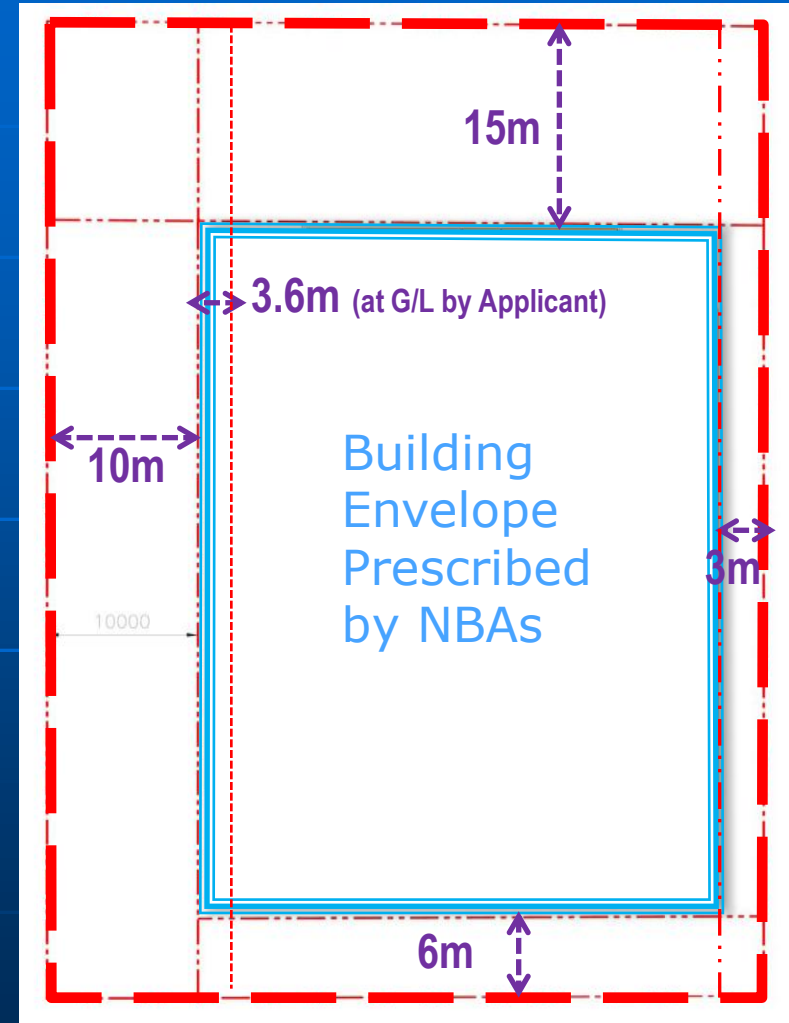 15m
3.6m (at G/L by Applicant)
10m
Building
Envelope
Prescribed
by NBAs
3m
10000
6m